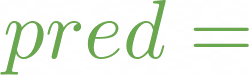 pred =